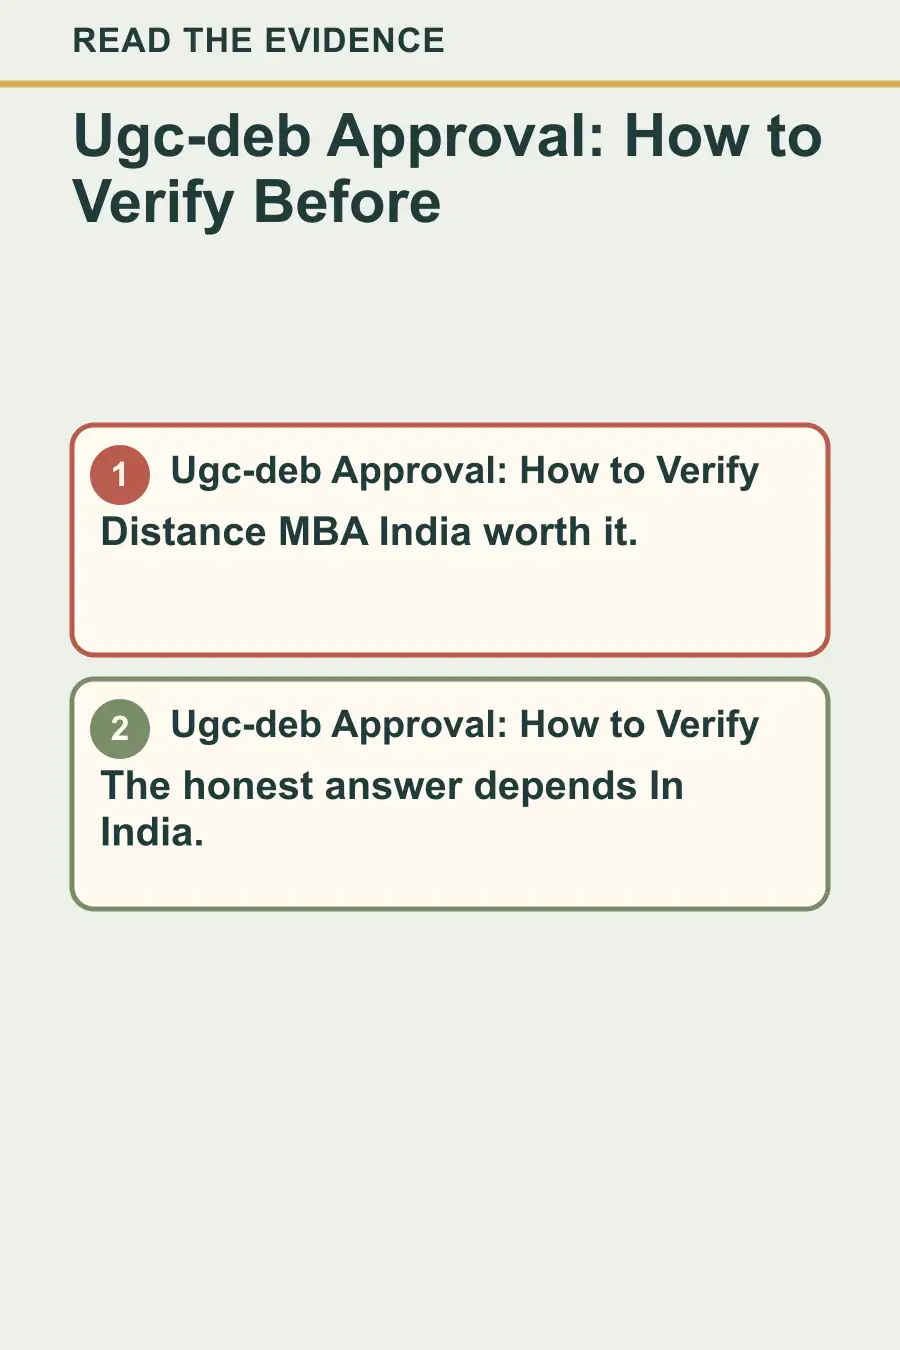 READ THE EVIDENCE
Ugc-deb Approval: How to
Verify Before
1 Ugc-deb Approval: How to Verify
Distance MBA India worth it.
2 Ugc-deb Approval: How to Verify
The honest answer depends In
India.